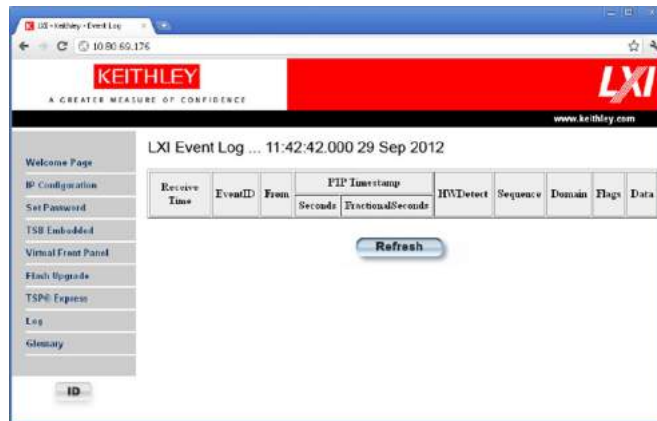 LXI - Keithley - Event Log
10.80.69.176
KEITHLEY
A GREATER MEASURE OF CONFIDENCE
LXI
www.keithley.com
LXI Event Log ... 11:42:42.000 29 Sep 2012
Welcome Page
IP Configuration
Set Password
TSB Embedded
Virtual Front Panel
Flash Upgrade
TSP® Express
Log
Glossary
ID
Receive Time
EventID
From
PTP Timestamp
Seconds
FractionalSeconds
HWDetect
Sequence
Domain
Flags
Data
Refresh